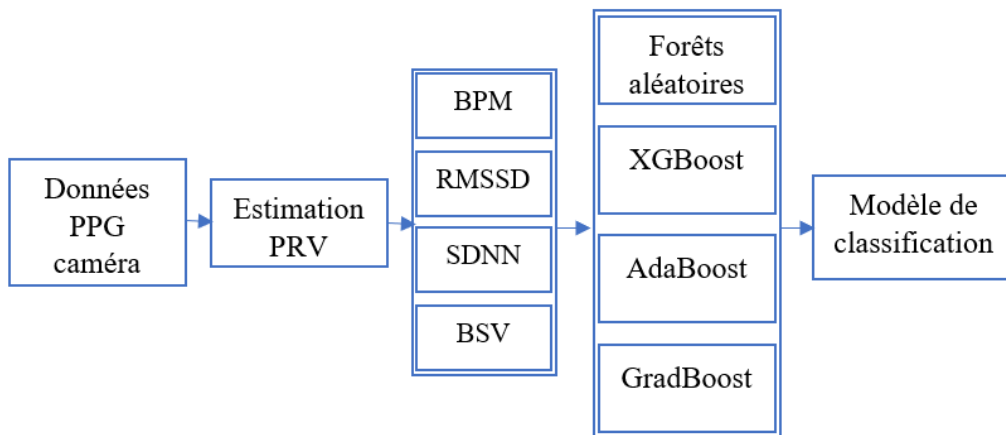 Données
PPG
caméra
Estimation
PRV
BPM
RMSSD
SDNN
BSV
Forêts
aléatoires
XGBoost
AdaBoost
GradBoost
Modèle de
classification